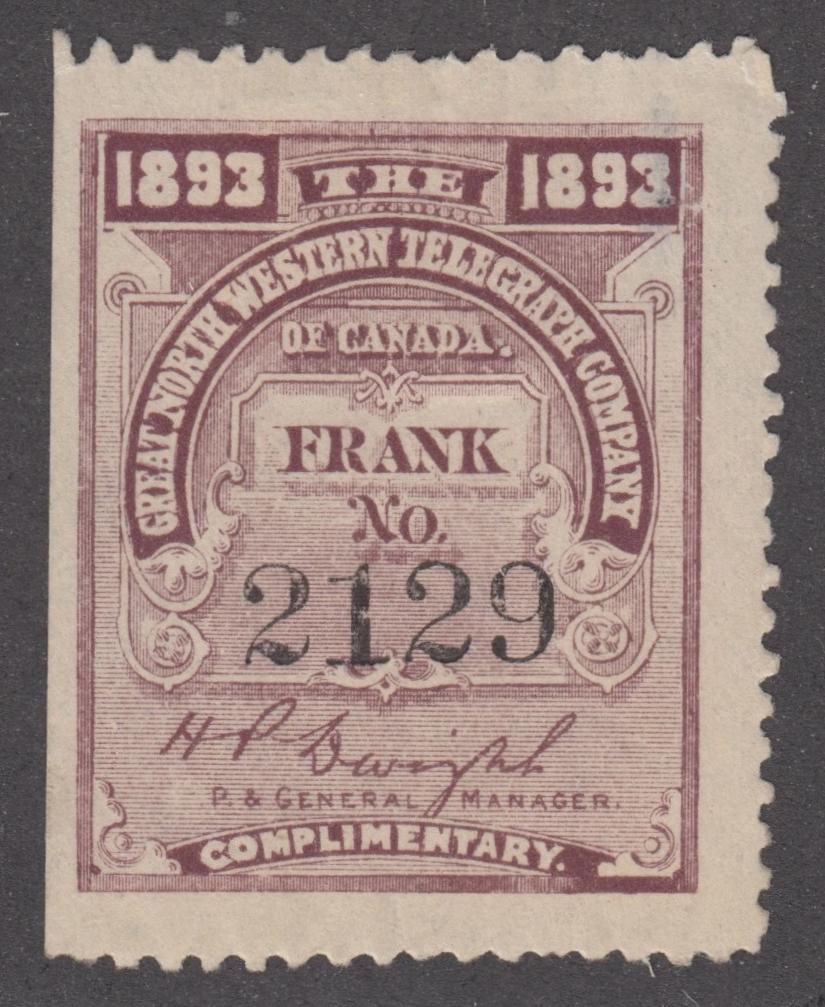 1893 THE 1893
GREAT NORTH WESTERN TELEGRAPH COMPANY
OF CANADA.
FRANK
No.
2129
H P Dwight
P. & GENERAL MANAGER.
COMPLIMENTARY.